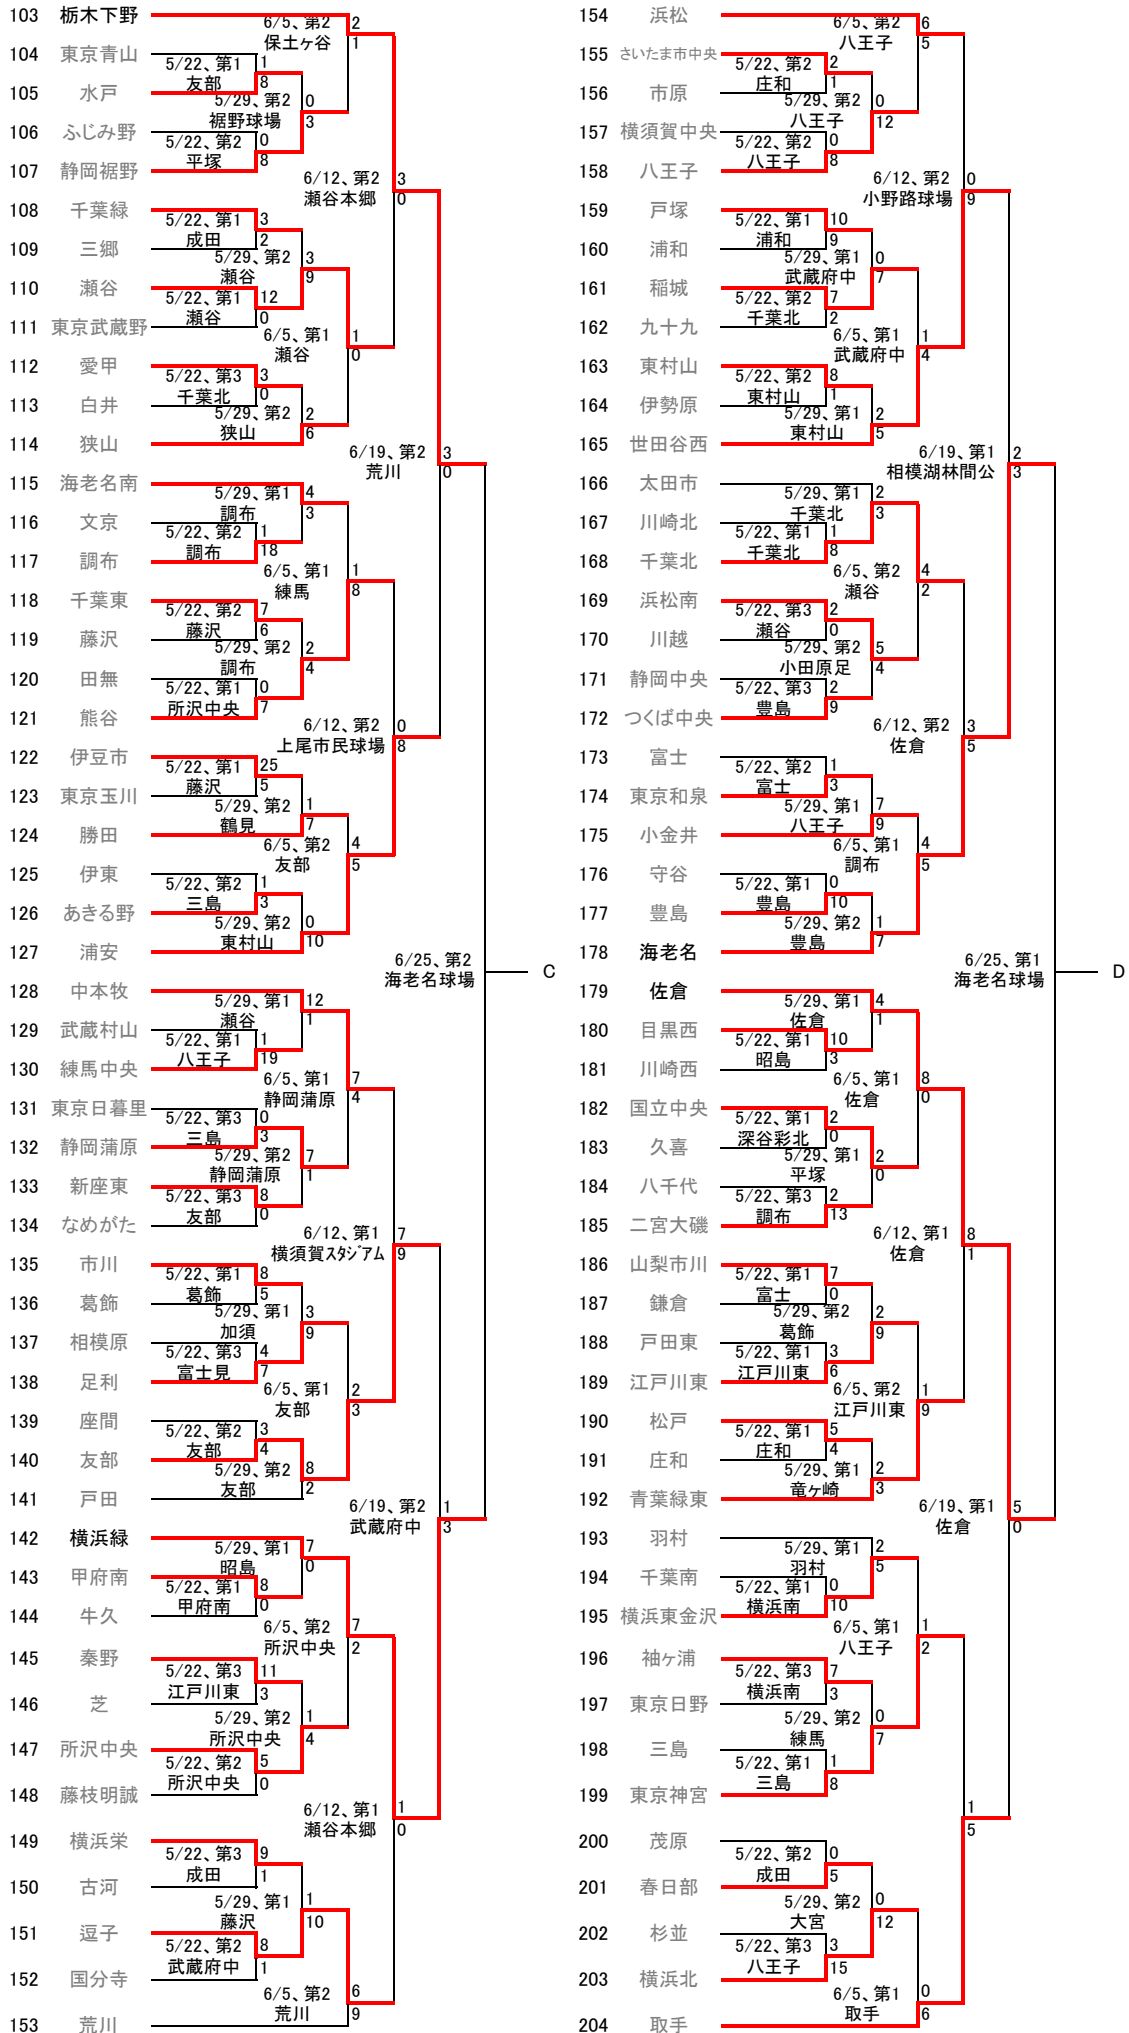 103 栃木下野
6/5、第2 2
保土ヶ谷 1
104 東京青山
5/22、第1 1
友部 8
105 水戸
5/29、第2 0
裾野球場 3
106 ふじみ野
5/22、第2 0
平塚 8
107 静岡裾野
6/12、第2 3
瀬谷本郷 0
108 千葉緑
5/22、第1 3
成田 2
109 三郷
5/29、第2 3
瀬谷 9
110 瀬谷
5/22、第1 12
瀬谷 0
111 東京武蔵野
6/5、第1 1
瀬谷 0
112 愛甲
5/22、第3 3
千葉北 0
113 白井
5/29、第2 2
狭山 6
114 狭山
6/19、第2 3
荒川 0
115 海老名南
5/29、第1 4
調布 3
116 文京
5/22、第2 1
調布 18
117 調布
6/5、第1 1
練馬 8
118 千葉東
5/22、第2 7
藤沢 6
119 藤沢
5/29、第2 2
調布 4
120 田無
5/22、第1 0
所沢中央 7
121 熊谷
6/12、第2 0
上尾市民球場 8
122 伊豆市
5/22、第1 25
藤沢 5
123 東京玉川
5/29、第2 1
鶴見 7
124 勝田
6/5、第2 4
友部 5
125 伊東
5/22、第2 1
三島 3
126 あきる野
5/29、第2 0
東村山 10
127 浦安
6/25、第2
海老名球場
C
128 中本牧
5/29、第1 12
瀬谷 1
129 武蔵村山
5/22、第1 1
八王子 19
130 練馬中央
6/5、第1 7
静岡蒲原 4
131 東京日暮里
5/22、第3 0
三島 3
132 静岡蒲原
5/29、第2 7
静岡蒲原 1
133 新座東
5/22、第3 8
友部 0
134 なめがた
6/12、第1 7
横須賀スタジアム 9
135 市川
5/22、第1 8
葛飾 5
136 葛飾
5/29、第1 3
加須 9
137 相模原
5/22、第3 4
富士見 7
138 足利
6/5、第1 2
友部 3
139 座間
5/22、第2 3
友部 4
140 友部
5/29、第2 8
友部 2
141 戸田
6/19、第2 1
武蔵府中 3
142 横浜緑
5/29、第1 7
昭島 0
143 甲府南
5/22、第1 8
甲府南 0
144 牛久
6/5、第2 7
所沢中央 2
145 秦野
5/22、第3 11
江戸川東 3
146 芝
5/29、第2 1
所沢中央 4
147 所沢中央
5/22、第2 5
所沢中央 0
148 藤枝明誠
6/12、第1 1
瀬谷本郷 0
149 横浜栄
5/22、第3 9
成田 1
150 古河
5/29、第1 1
藤沢 10
151 逗子
5/22、第2 8
武蔵府中 1
152 国分寺
6/5、第2 6
荒川 9
153 荒川
154 浜松
6/5、第2 6
八王子 5
155 さいたま市中央
5/22、第2 2
庄和 1
156 市原
5/29、第2 0
八王子 12
157 横須賀中央
5/22、第2 0
八王子 8
158 八王子
6/12、第2 0
小野路球場 9
159 戸塚
5/22、第1 10
浦和 9
160 浦和
5/29、第1 0
武蔵府中 7
161 稲城
5/22、第2 7
千葉北 2
162 九十九
6/5、第1 1
武蔵府中 4
163 東村山
5/22、第2 8
東村山 1
164 伊勢原
5/29、第1 2
東村山 5
165 世田谷西
6/19、第1 2
相模湖林間公 3
166 太田市
5/29、第1 2
千葉北 3
167 川崎北
5/22、第1 1
千葉北 8
168 千葉北
6/5、第2 4
瀬谷 2
169 浜松南
5/22、第3 2
瀬谷 0
170 川越
5/29、第2 5
小田原足 4
171 静岡中央
5/22、第3 2
豊島 9
172 つくば中央
6/12、第2 3
佐倉 5
173 富士
5/22、第2 1
富士 3
174 東京和泉
5/29、第1 7
八王子 9
175 小金井
6/5、第1 4
調布 5
176 守谷
5/22、第1 0
豊島 10
177 豊島
5/29、第2 1
豊島 7
178 海老名
6/25、第1
海老名球場
D
179 佐倉
5/29、第1 4
佐倉 1
180 目黒西
5/22、第1 10
昭島 3
181 川崎西
6/5、第1 8
佐倉 0
182 国立中央
5/22、第1 2
深谷彩北 0
183 久喜
5/29、第1 2
平塚 0
184 八千代
5/22、第3 2
調布 13
185 二宮大磯
6/12、第1 8
佐倉 1
186 山梨市川
5/22、第1 7
富士 0
187 鎌倉
5/29、第2 2
葛飾 9
188 戸田東
5/22、第1 3
江戸川東 6
189 江戸川東
6/5、第2 1
江戸川東 9
190 松戸
5/22、第1 5
庄和 4
191 庄和
5/29、第1 2
竜ヶ崎 3
192 青葉緑東
6/19、第1 5
佐倉 0
193 羽村
5/29、第1 2
羽村 5
194 千葉南
5/22、第1 0
横浜南 10
195 横浜東金沢
6/5、第1 1
八王子 2
196 袖ヶ浦
5/22、第3 7
横浜南 3
197 東京日野
5/29、第2 0
練馬 7
198 三島
5/22、第1 1
三島 8
199 東京神宮
1
5
200 茂原
5/22、第2 0
成田 5
201 春日部
5/29、第2 0
大宮 12
202 杉並
5/22、第3 3
八王子 15
203 横浜北
6/5、第1 0
取手 6
204 取手